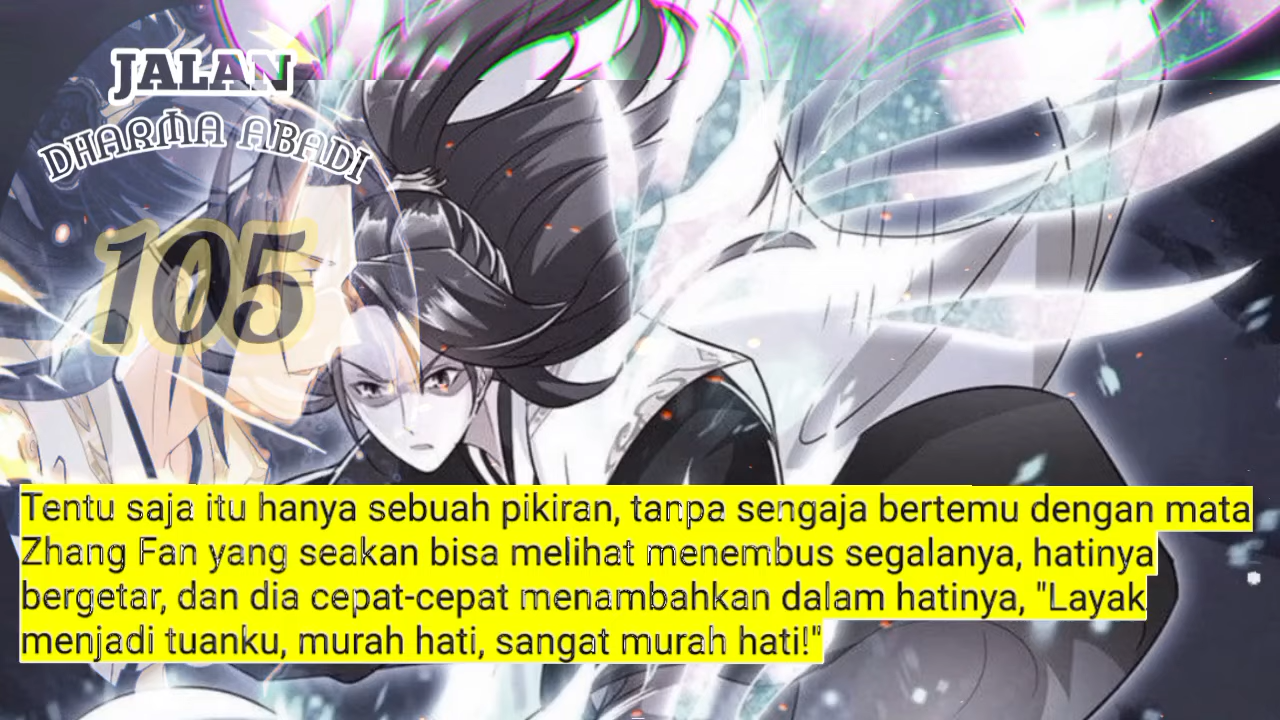 JALAN
DHARMA ABADI
105
Tentu saja itu hanya sebuah pikiran, tanpa sengaja bertemu dengan mata
Zhang Fan yang seakan bisa melihat menembus segalanya, hatinya
bergetar, dan dia cepat-cepat menambahkan dalam hatinya, "Layak
menjadi tuanku, murah hati, sangat murah hati!"